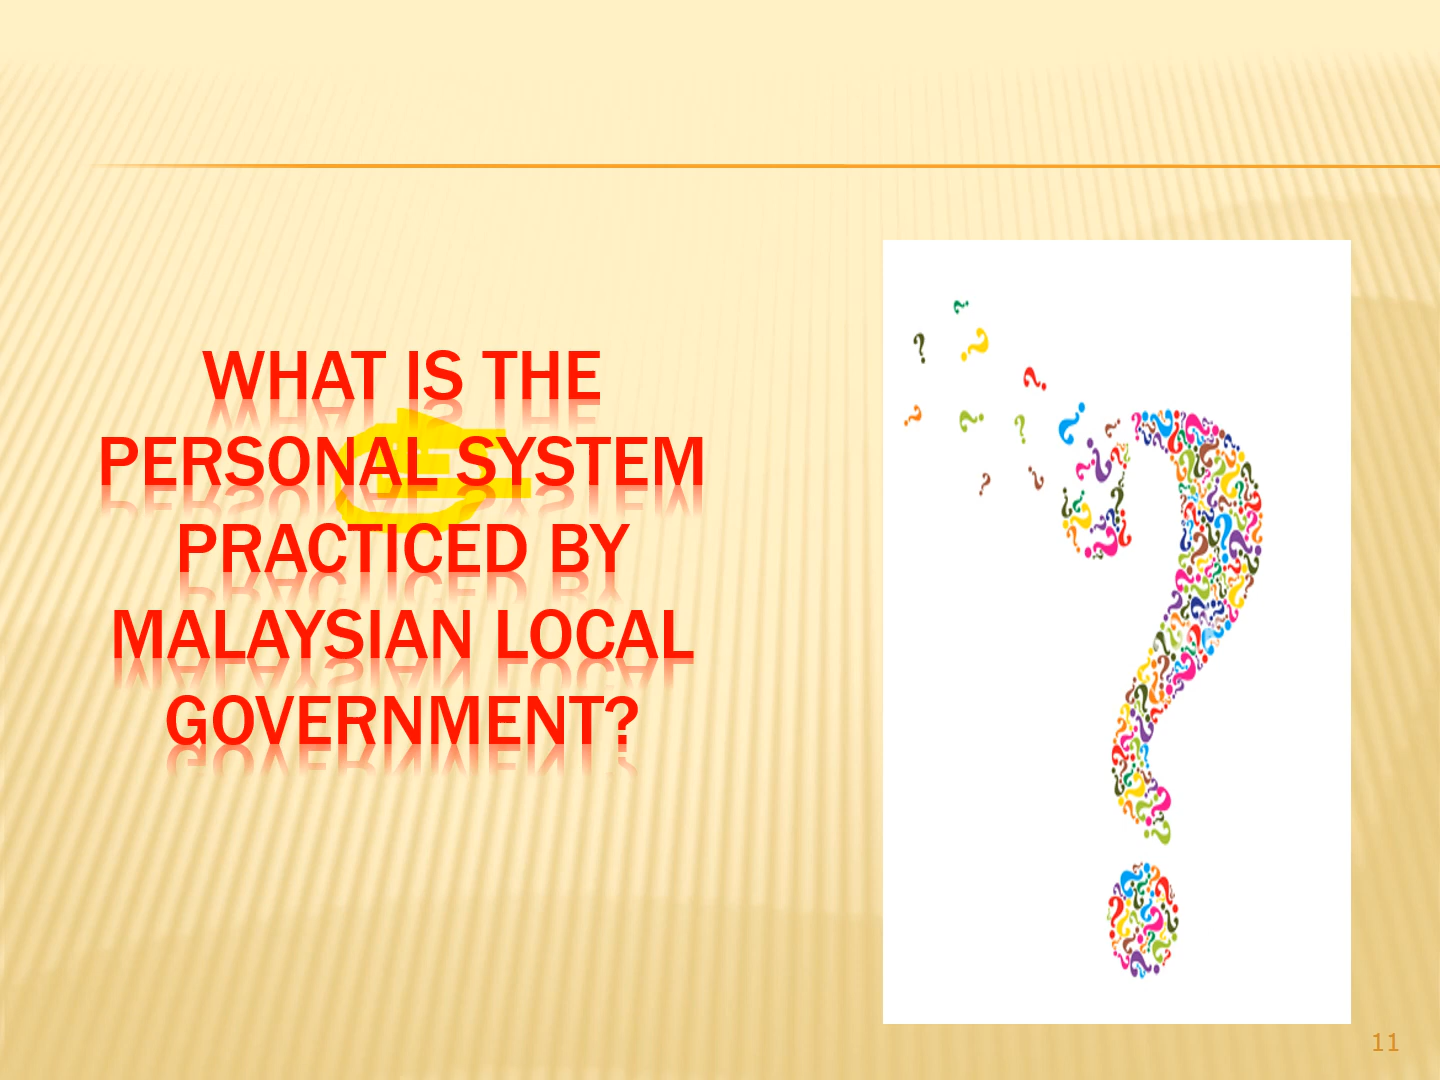 WHAT IS THE
PERSONAL SYSTEM
PRACTICED BY
MALAYSIAN LOCAL
GOVERNMENT?
11